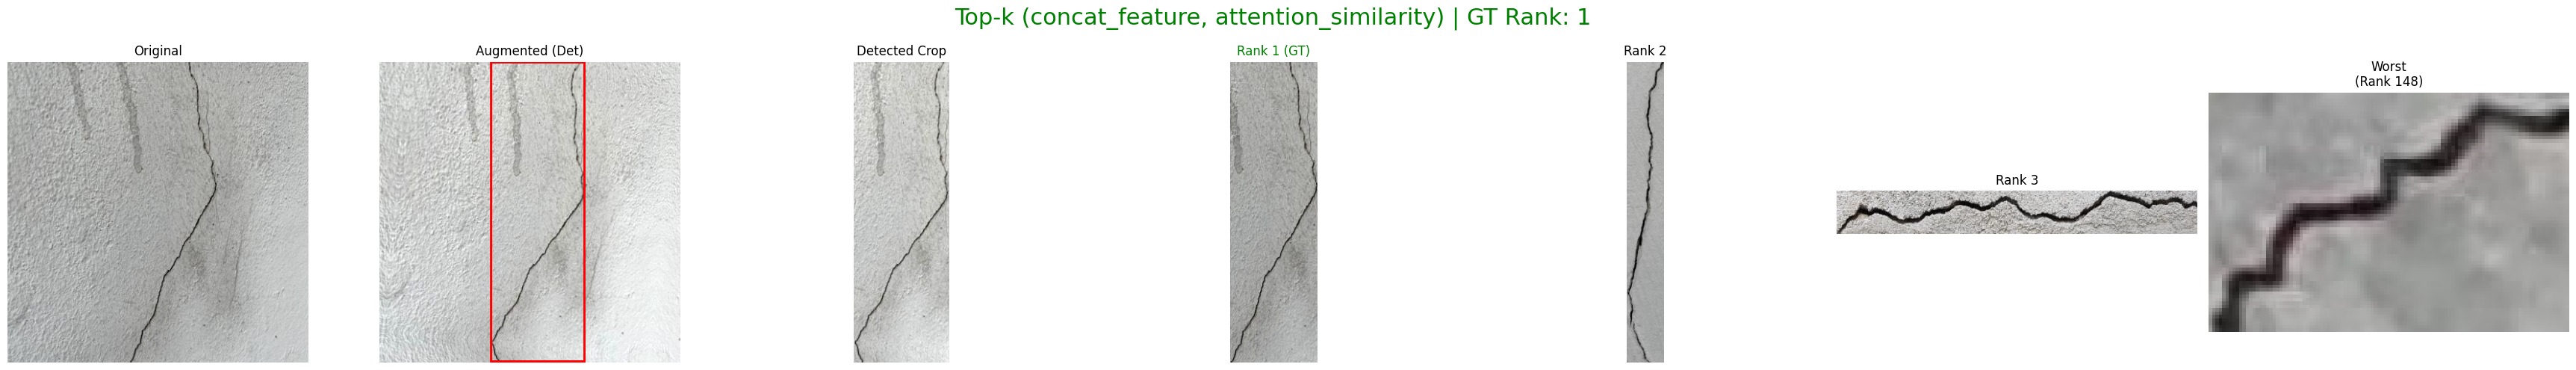 Top-k (concat_feature, attention_similarity) | GT Rank: 1
Original
Augmented (Det)
Detected Crop
Rank 1 (GT)
Rank 2
Rank 3
Worst
(Rank 148)